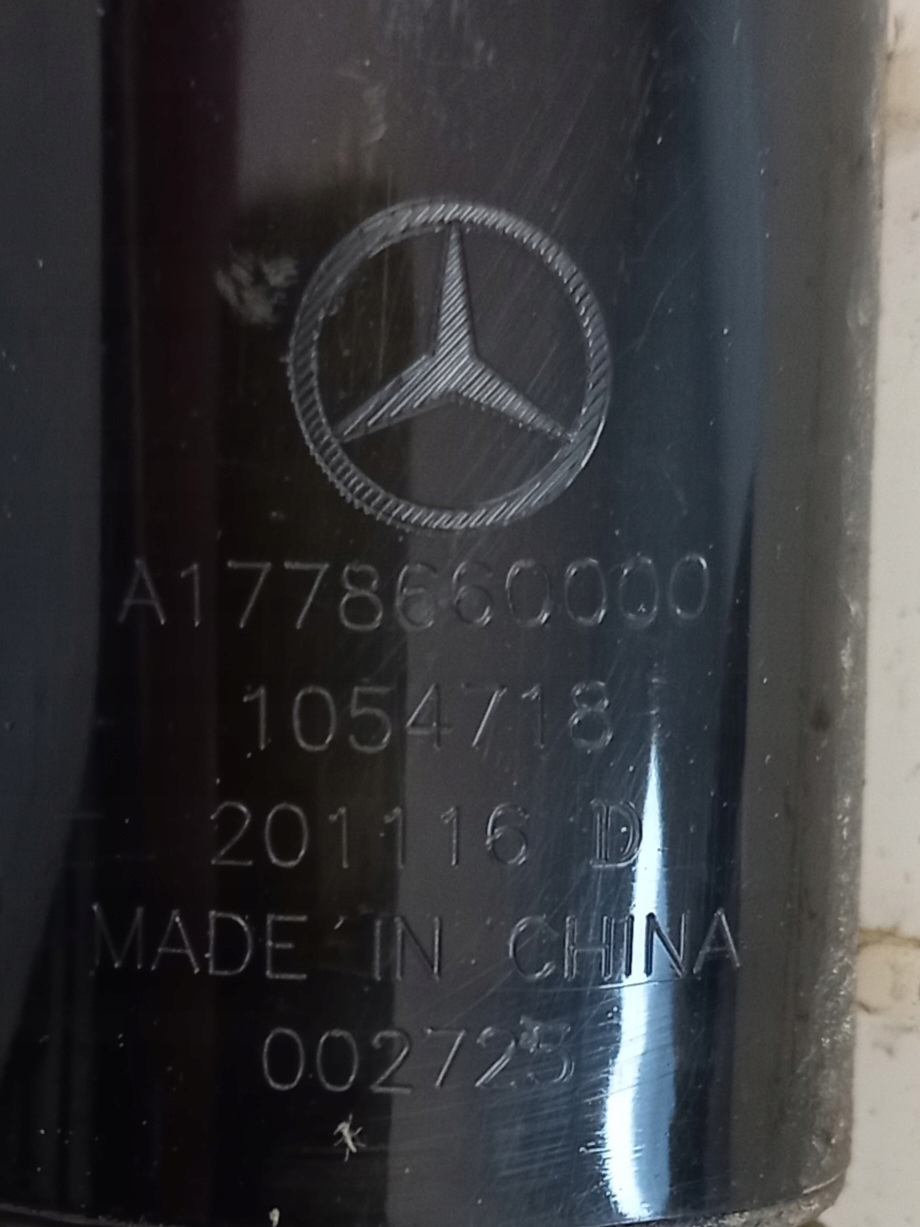 A1778660000
1054718
201116 D
MADE IN CHINA
002725